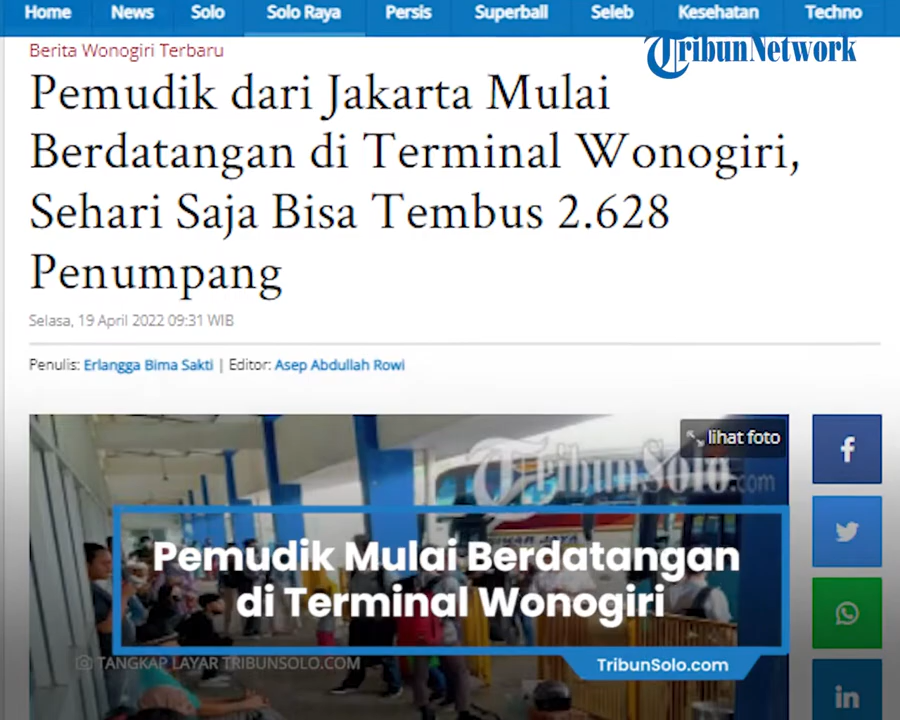 Home News Solo Solo Raya Persis Superball Seleb Kesehatan Techno
Berita Wonogiri Terbaru
TribunNetwork
Pemudik dari Jakarta Mulai
Berdatangan di Terminal Wonogiri,
Sehari Saja Bisa Tembus 2.628
Penumpang
Selasa, 19 April 2022 09:31 WIB
Penulis: Erlangga Bima Sakti | Editor: Asep Abdullah Rowi
lihat foto
TribunSolo.com
Pemudik Mulai Berdatangan
di Terminal Wonogiri
TANGKAP LAYAR TRIBUNSOLO.COM
TribunSolo.com
f
in